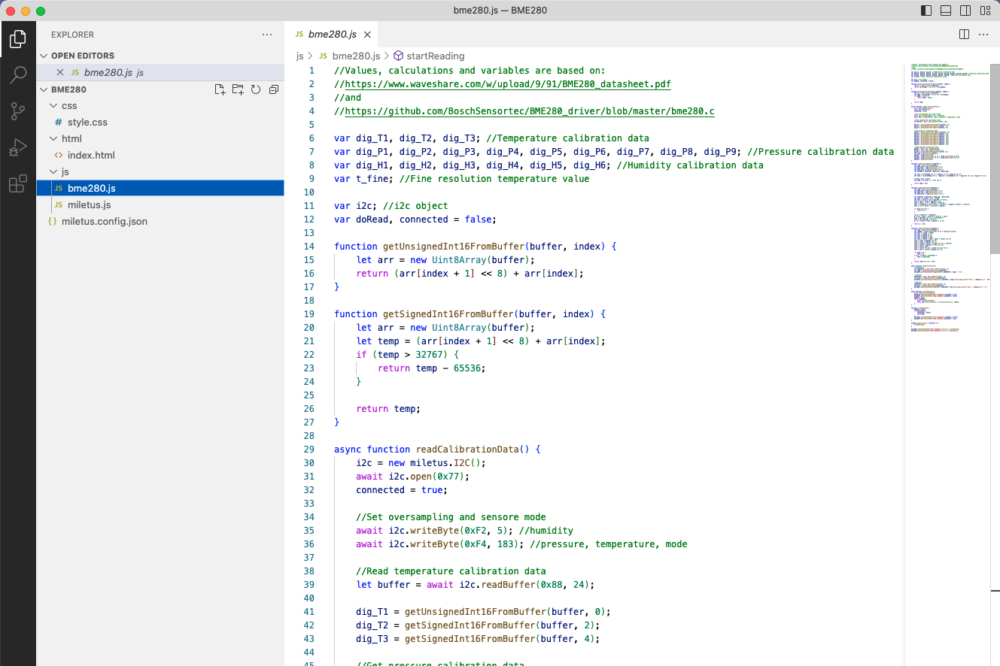 bme280.js — BME280
EXPLORER
OPEN EDITORS
JS bme280.js js
BME280
css
# style.css
html
<> index.html
js
JS bme280.js
JS miletus.js
{} miletus.config.json
JS bme280.js
js > JS bme280.js > startReading
1 //Values, calculations and variables are based on:
2 //https://www.waveshare.com/w/upload/9/91/BME280_datasheet.pdf
3 //and
4 //https://github.com/BoschSensortec/BME280_driver/blob/master/bme280.c
5
6 var dig_T1, dig_T2, dig_T3; //Temperature calibration data
7 var dig_P1, dig_P2, dig_P3, dig_P4, dig_P5, dig_P6, dig_P7, dig_P8, dig_P9; //Pressure calibration data
8 var dig_H1, dig_H2, dig_H3, dig_H4, dig_H5, dig_H6; //Humidity calibration data
9 var t_fine; //Fine resolution temperature value
10
11 var i2c; //i2c object
12 var doRead, connected = false;
13
14 function getUnsignedInt16FromBuffer(buffer, index) {
15     let arr = new Uint8Array(buffer);
16     return (arr[index + 1] << 8) + arr[index];
17 }
18
19 function getSignedInt16FromBuffer(buffer, index) {
20     let arr = new Uint8Array(buffer);
21     let temp = (arr[index + 1] << 8) + arr[index];
22     if (temp > 32767) {
23         return temp - 65536;
24     }
25
26     return temp;
27 }
28
29 async function readCalibrationData() {
30     i2c = new miletus.I2C();
31     await i2c.open(0x77);
32     connected = true;
33
34     //Set oversampling and sensore mode
35     await i2c.writeByte(0xF2, 5); //humidity
36     await i2c.writeByte(0xF4, 183); //pressure, temperature, mode
37
38     //Read temperature calibration data
39     let buffer = await i2c.readBuffer(0x88, 24);
40
41     dig_T1 = getUnsignedInt16FromBuffer(buffer, 0);
42     dig_T2 = getSignedInt16FromBuffer(buffer, 2);
43     dig_T3 = getSignedInt16FromBuffer(buffer, 4);
44
45     //Get pressure calibration data